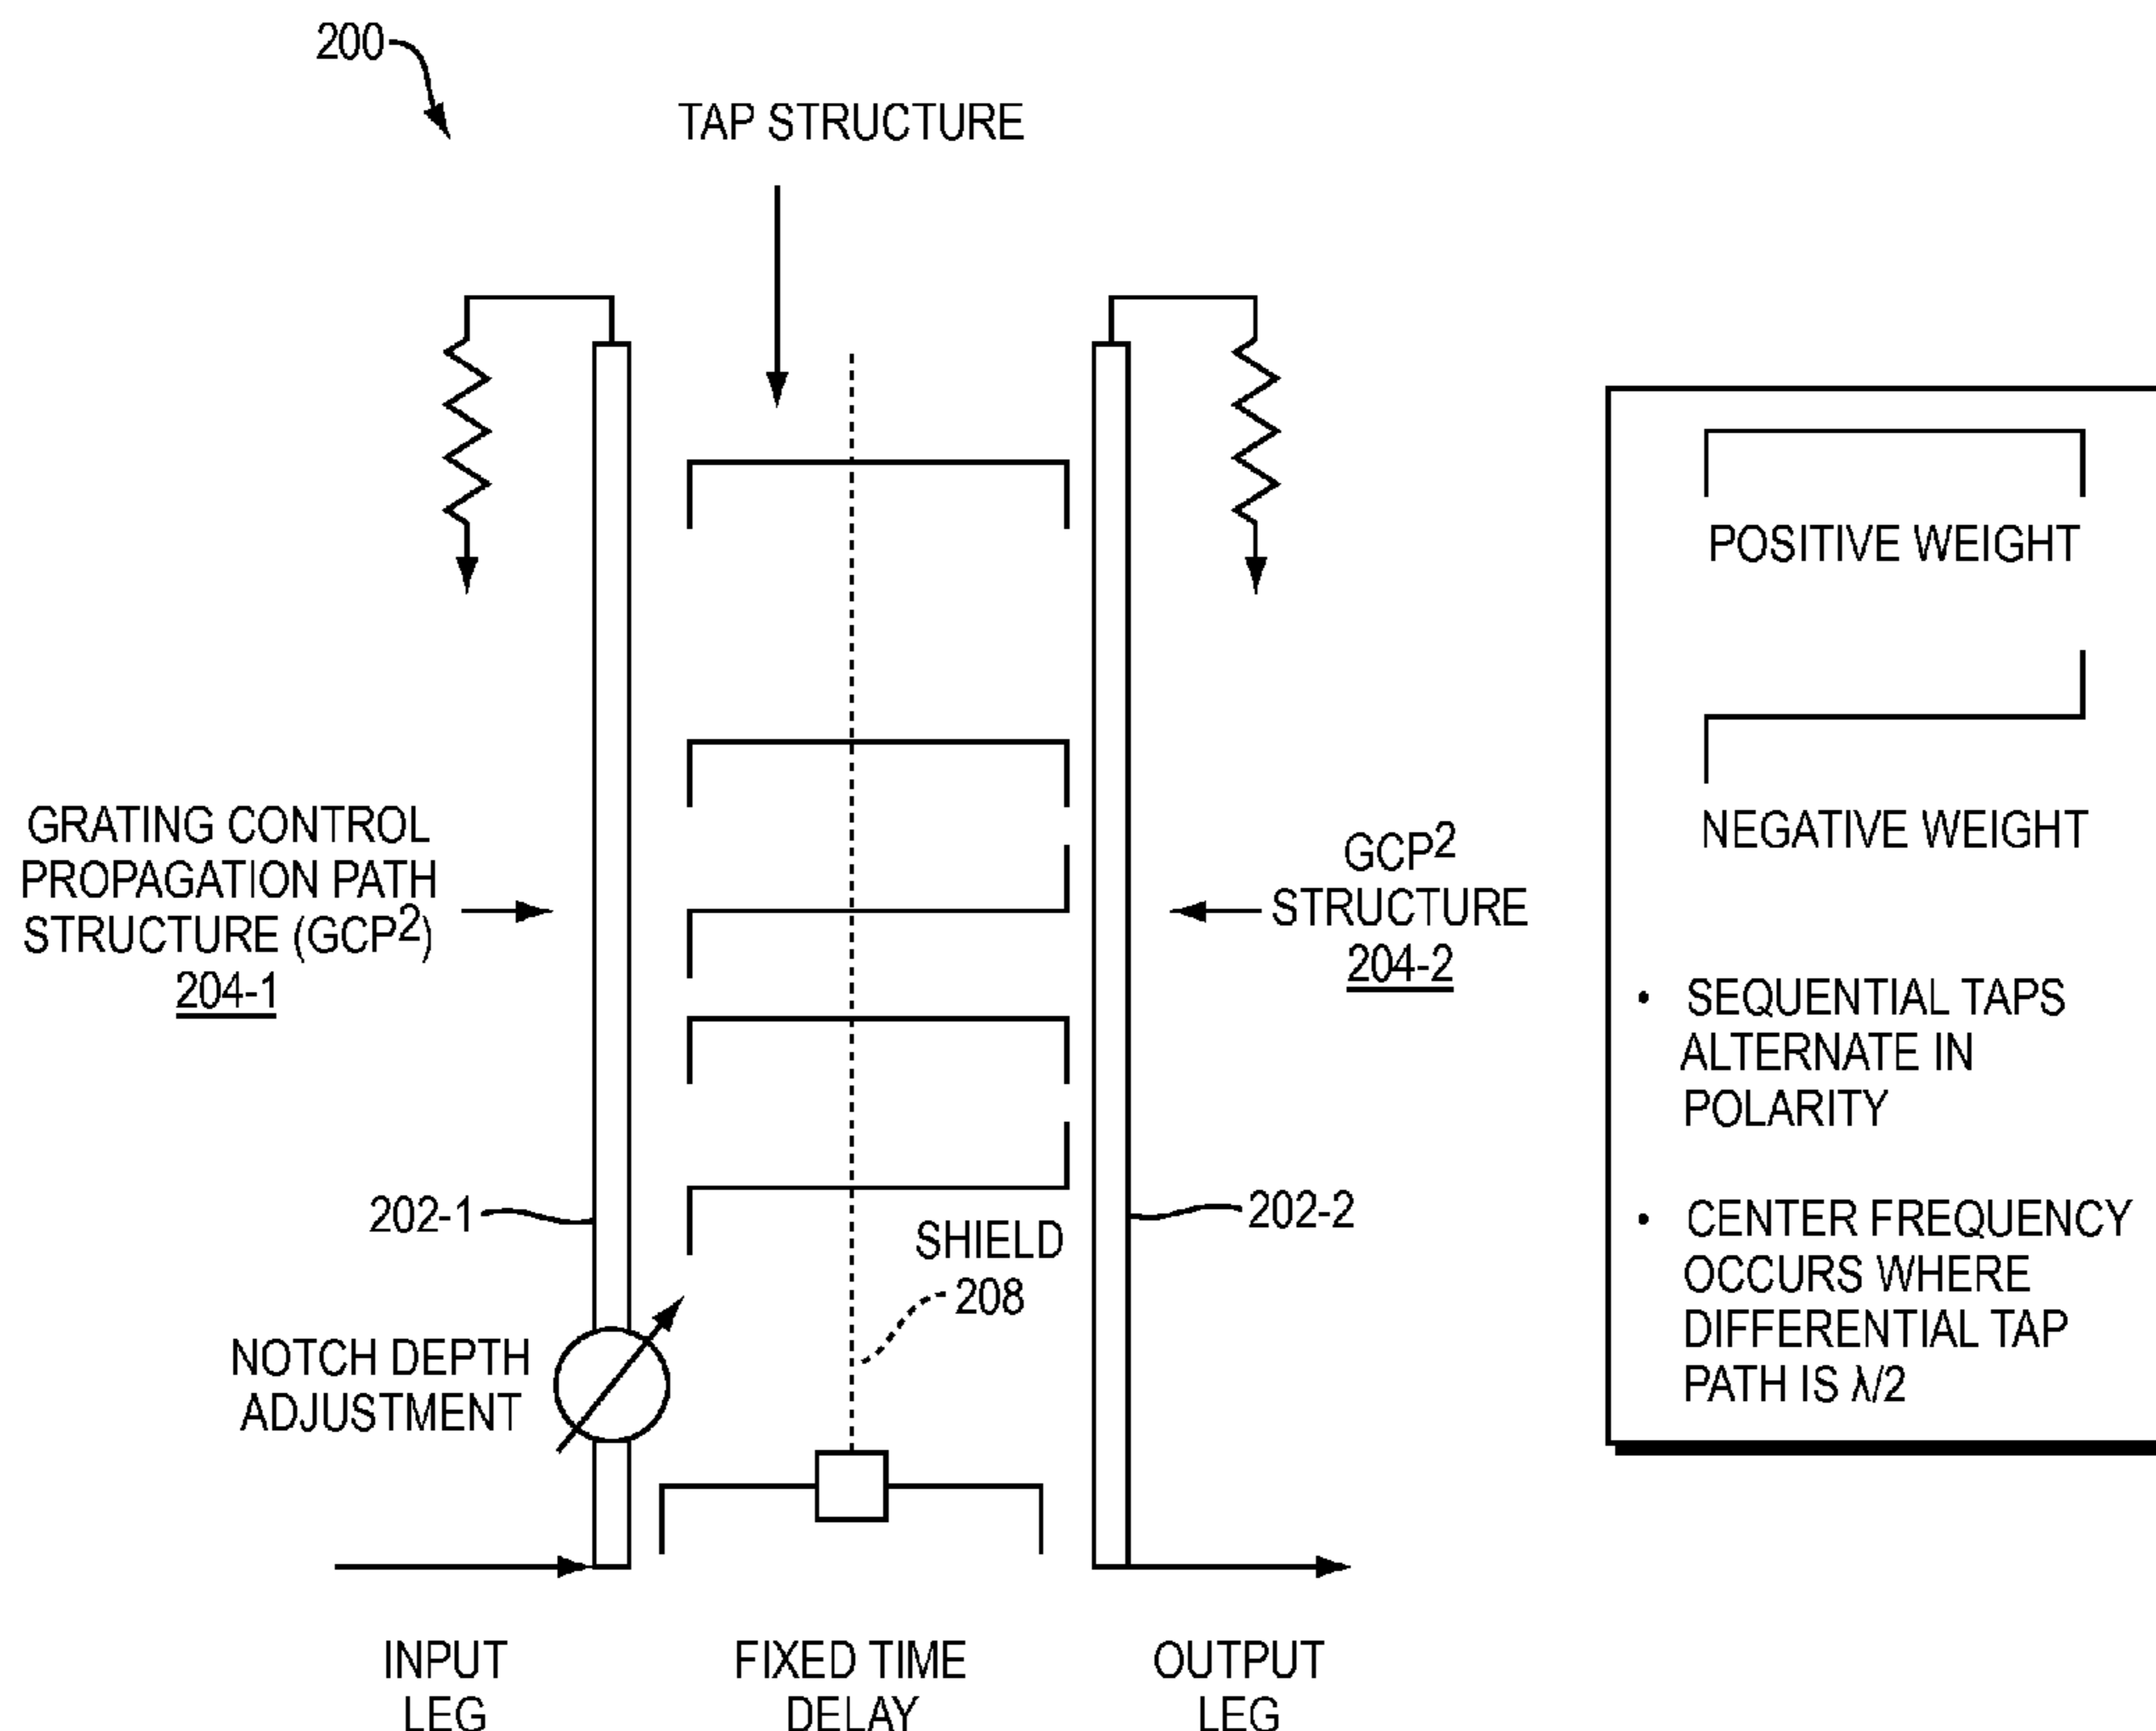 200
TAP STRUCTURE
GRATING CONTROL
PROPAGATION PATH
STRUCTURE (GCP²)
204-1
GCP²
STRUCTURE
204-2
202-1
202-2
SHIELD
208
NOTCH DEPTH
ADJUSTMENT
INPUT
LEG
FIXED TIME
DELAY
OUTPUT
LEG
POSITIVE WEIGHT
NEGATIVE WEIGHT
• SEQUENTIAL TAPS
ALTERNATE IN
POLARITY
• CENTER FREQUENCY
OCCURS WHERE
DIFFERENTIAL TAP
PATH IS λ/2